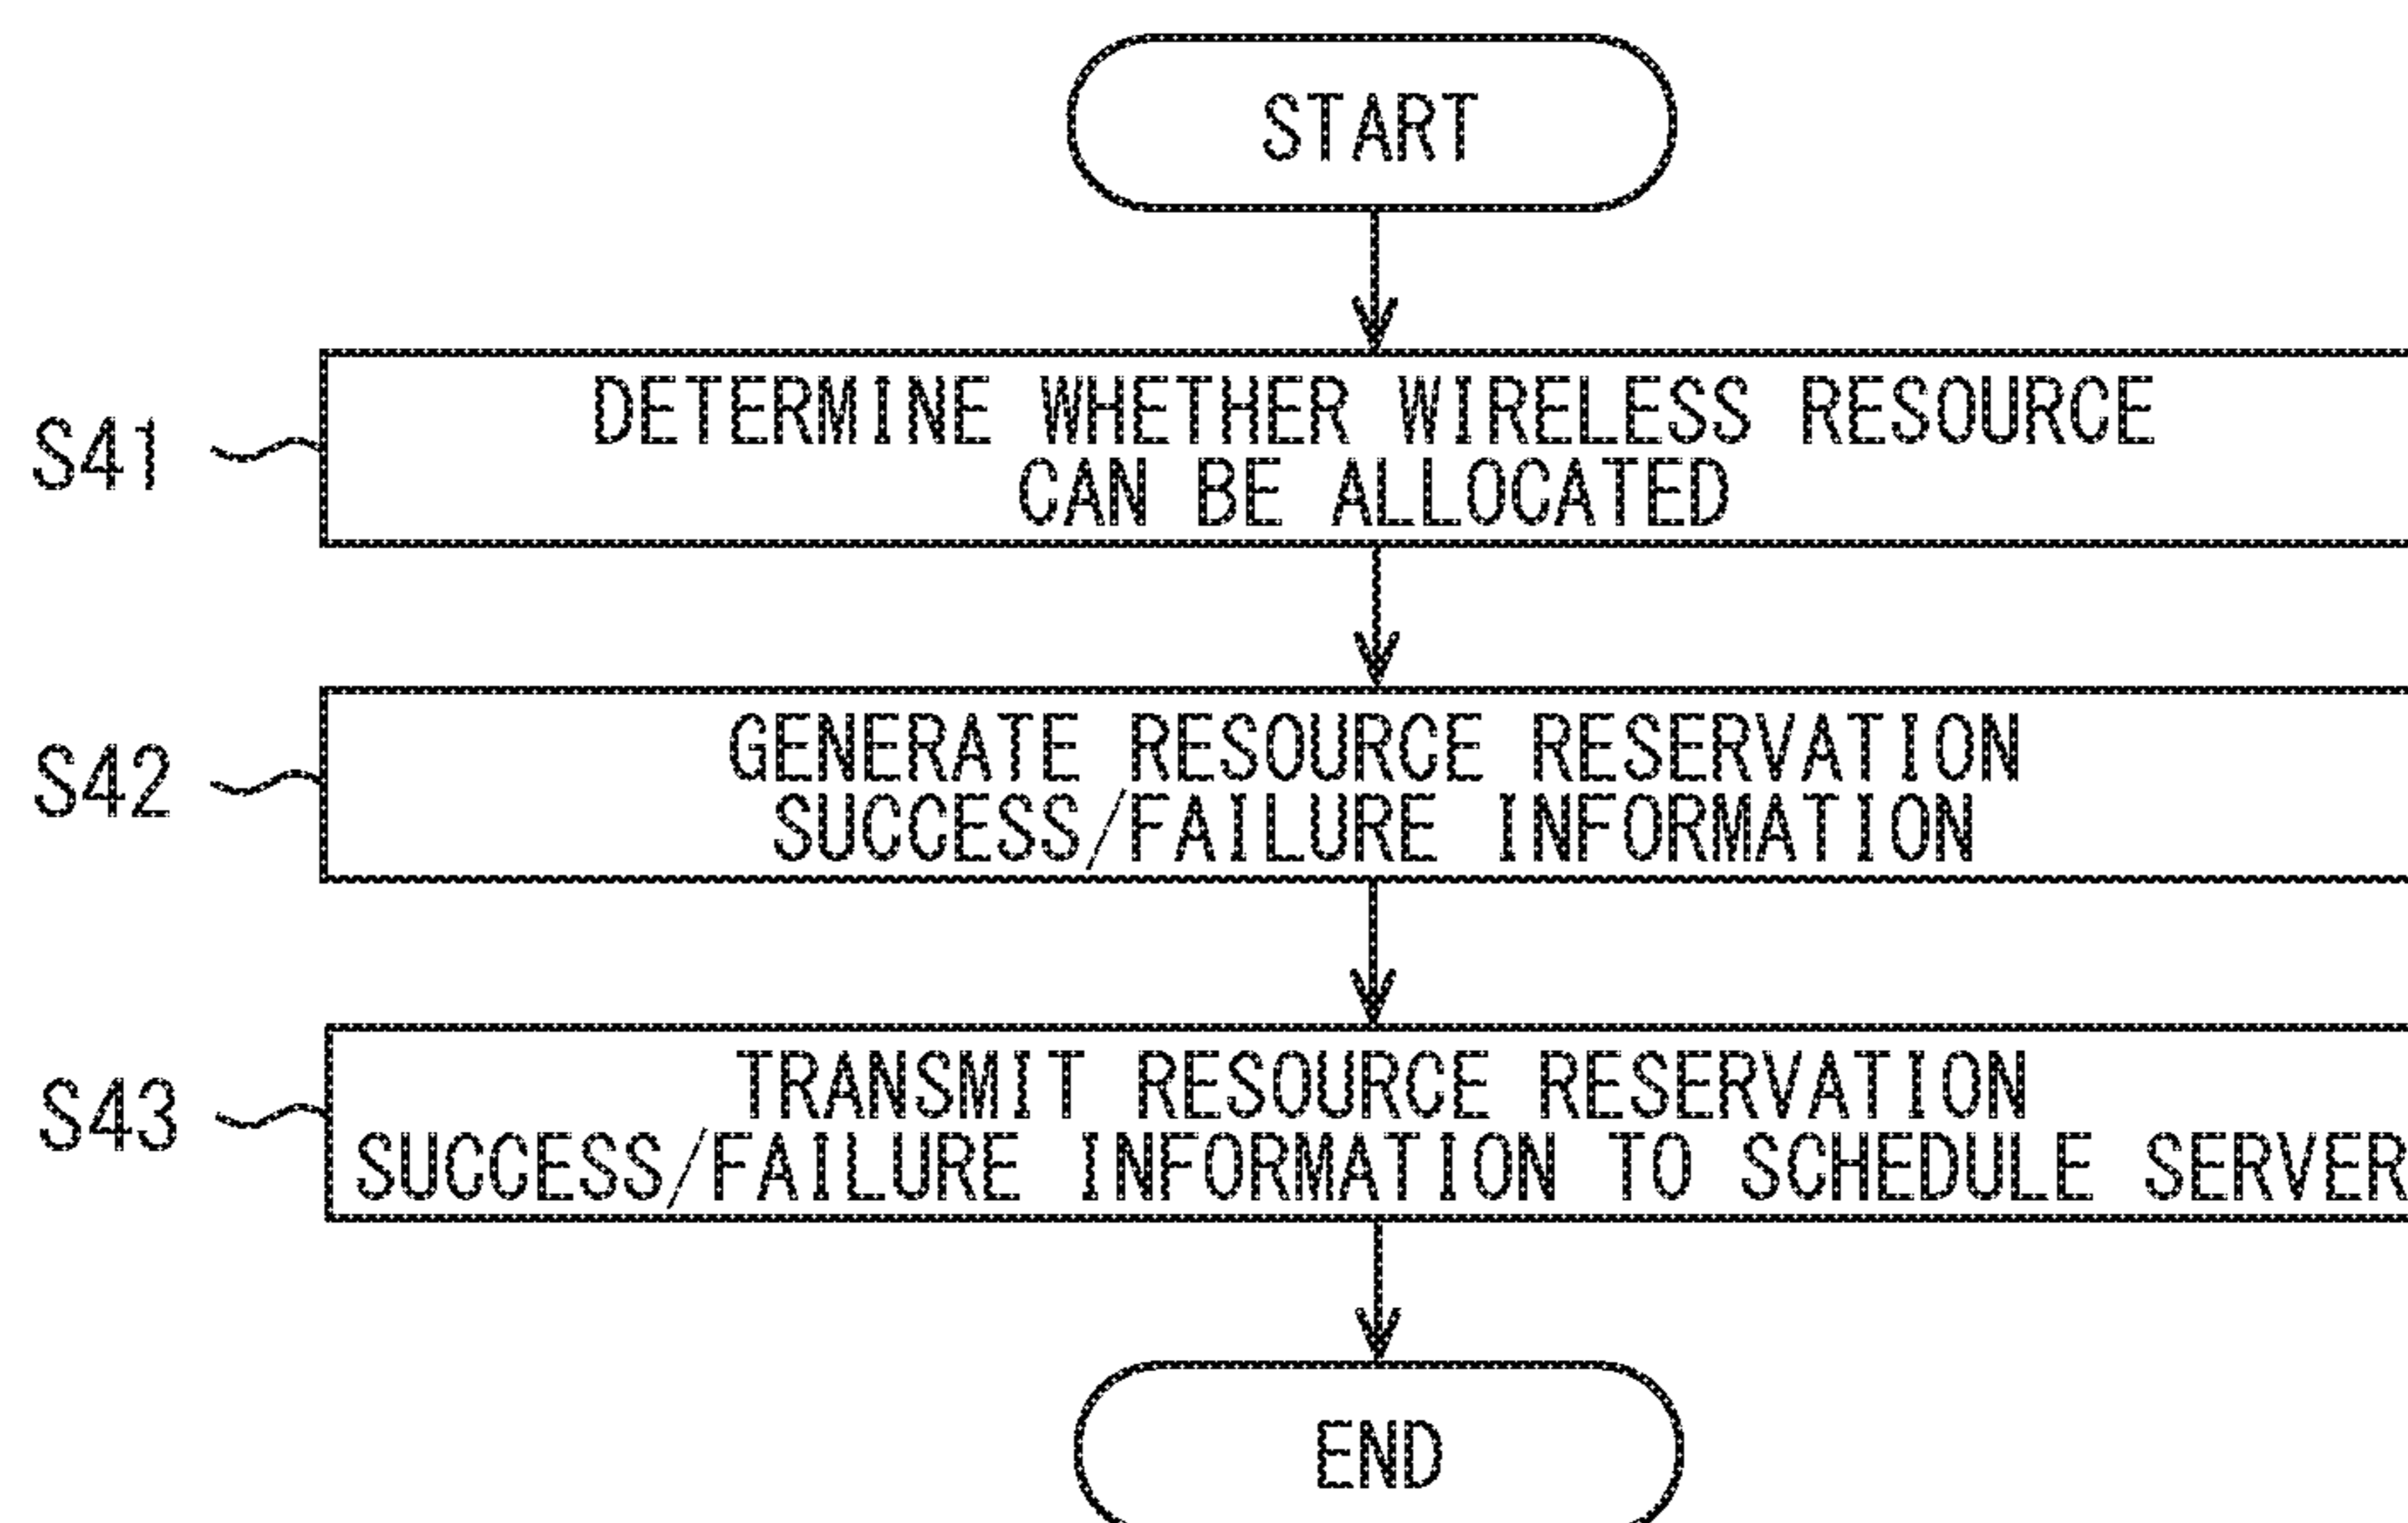 START
S41
DETERMINE WHETHER WIRELESS RESOURCE
CAN BE ALLOCATED
S42
GENERATE RESOURCE RESERVATION
SUCCESS/FAILURE INFORMATION
S43
TRANSMIT RESOURCE RESERVATION
SUCCESS/FAILURE INFORMATION TO SCHEDULE SERVER
END